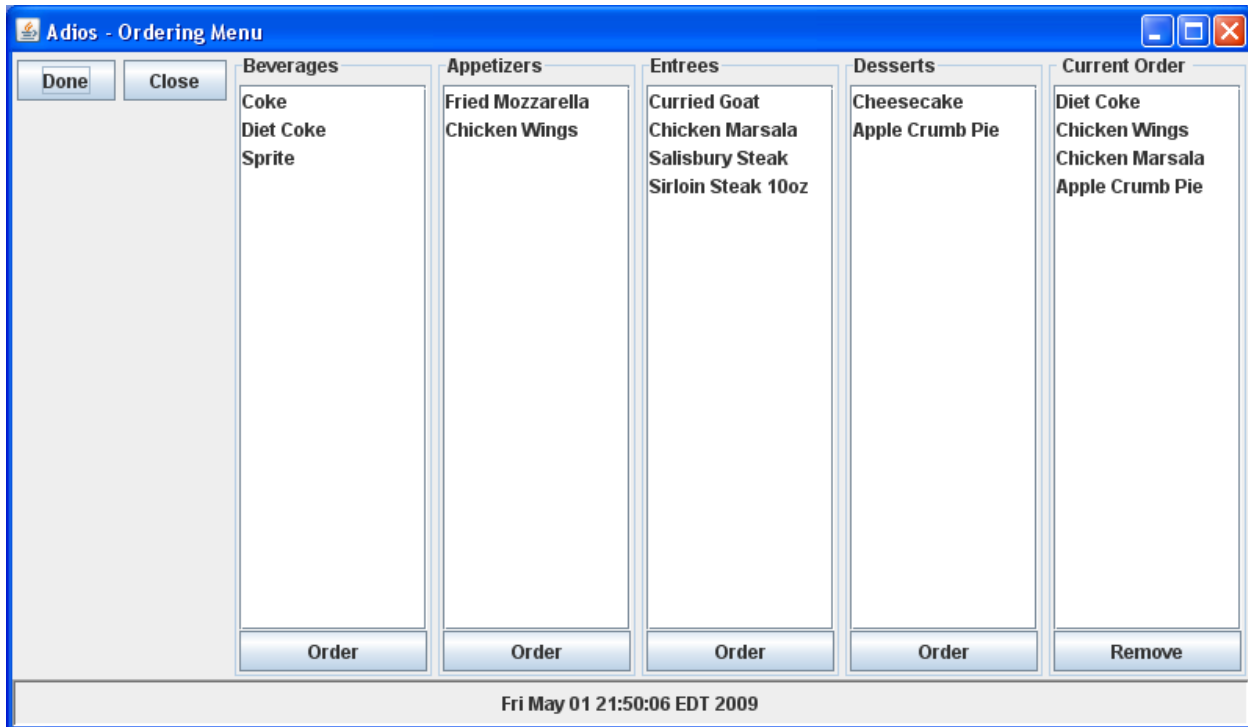 Adios - Ordering Menu
Done
Close
Beverages
Coke
Diet Coke
Sprite
Order
Appetizers
Fried Mozzarella
Chicken Wings
Order
Entrees
Curried Goat
Chicken Marsala
Salisbury Steak
Sirloin Steak 10oz
Order
Desserts
Cheesecake
Apple Crumb Pie
Order
Current Order
Diet Coke
Chicken Wings
Chicken Marsala
Apple Crumb Pie
Remove
Fri May 01 21:50:06 EDT 2009